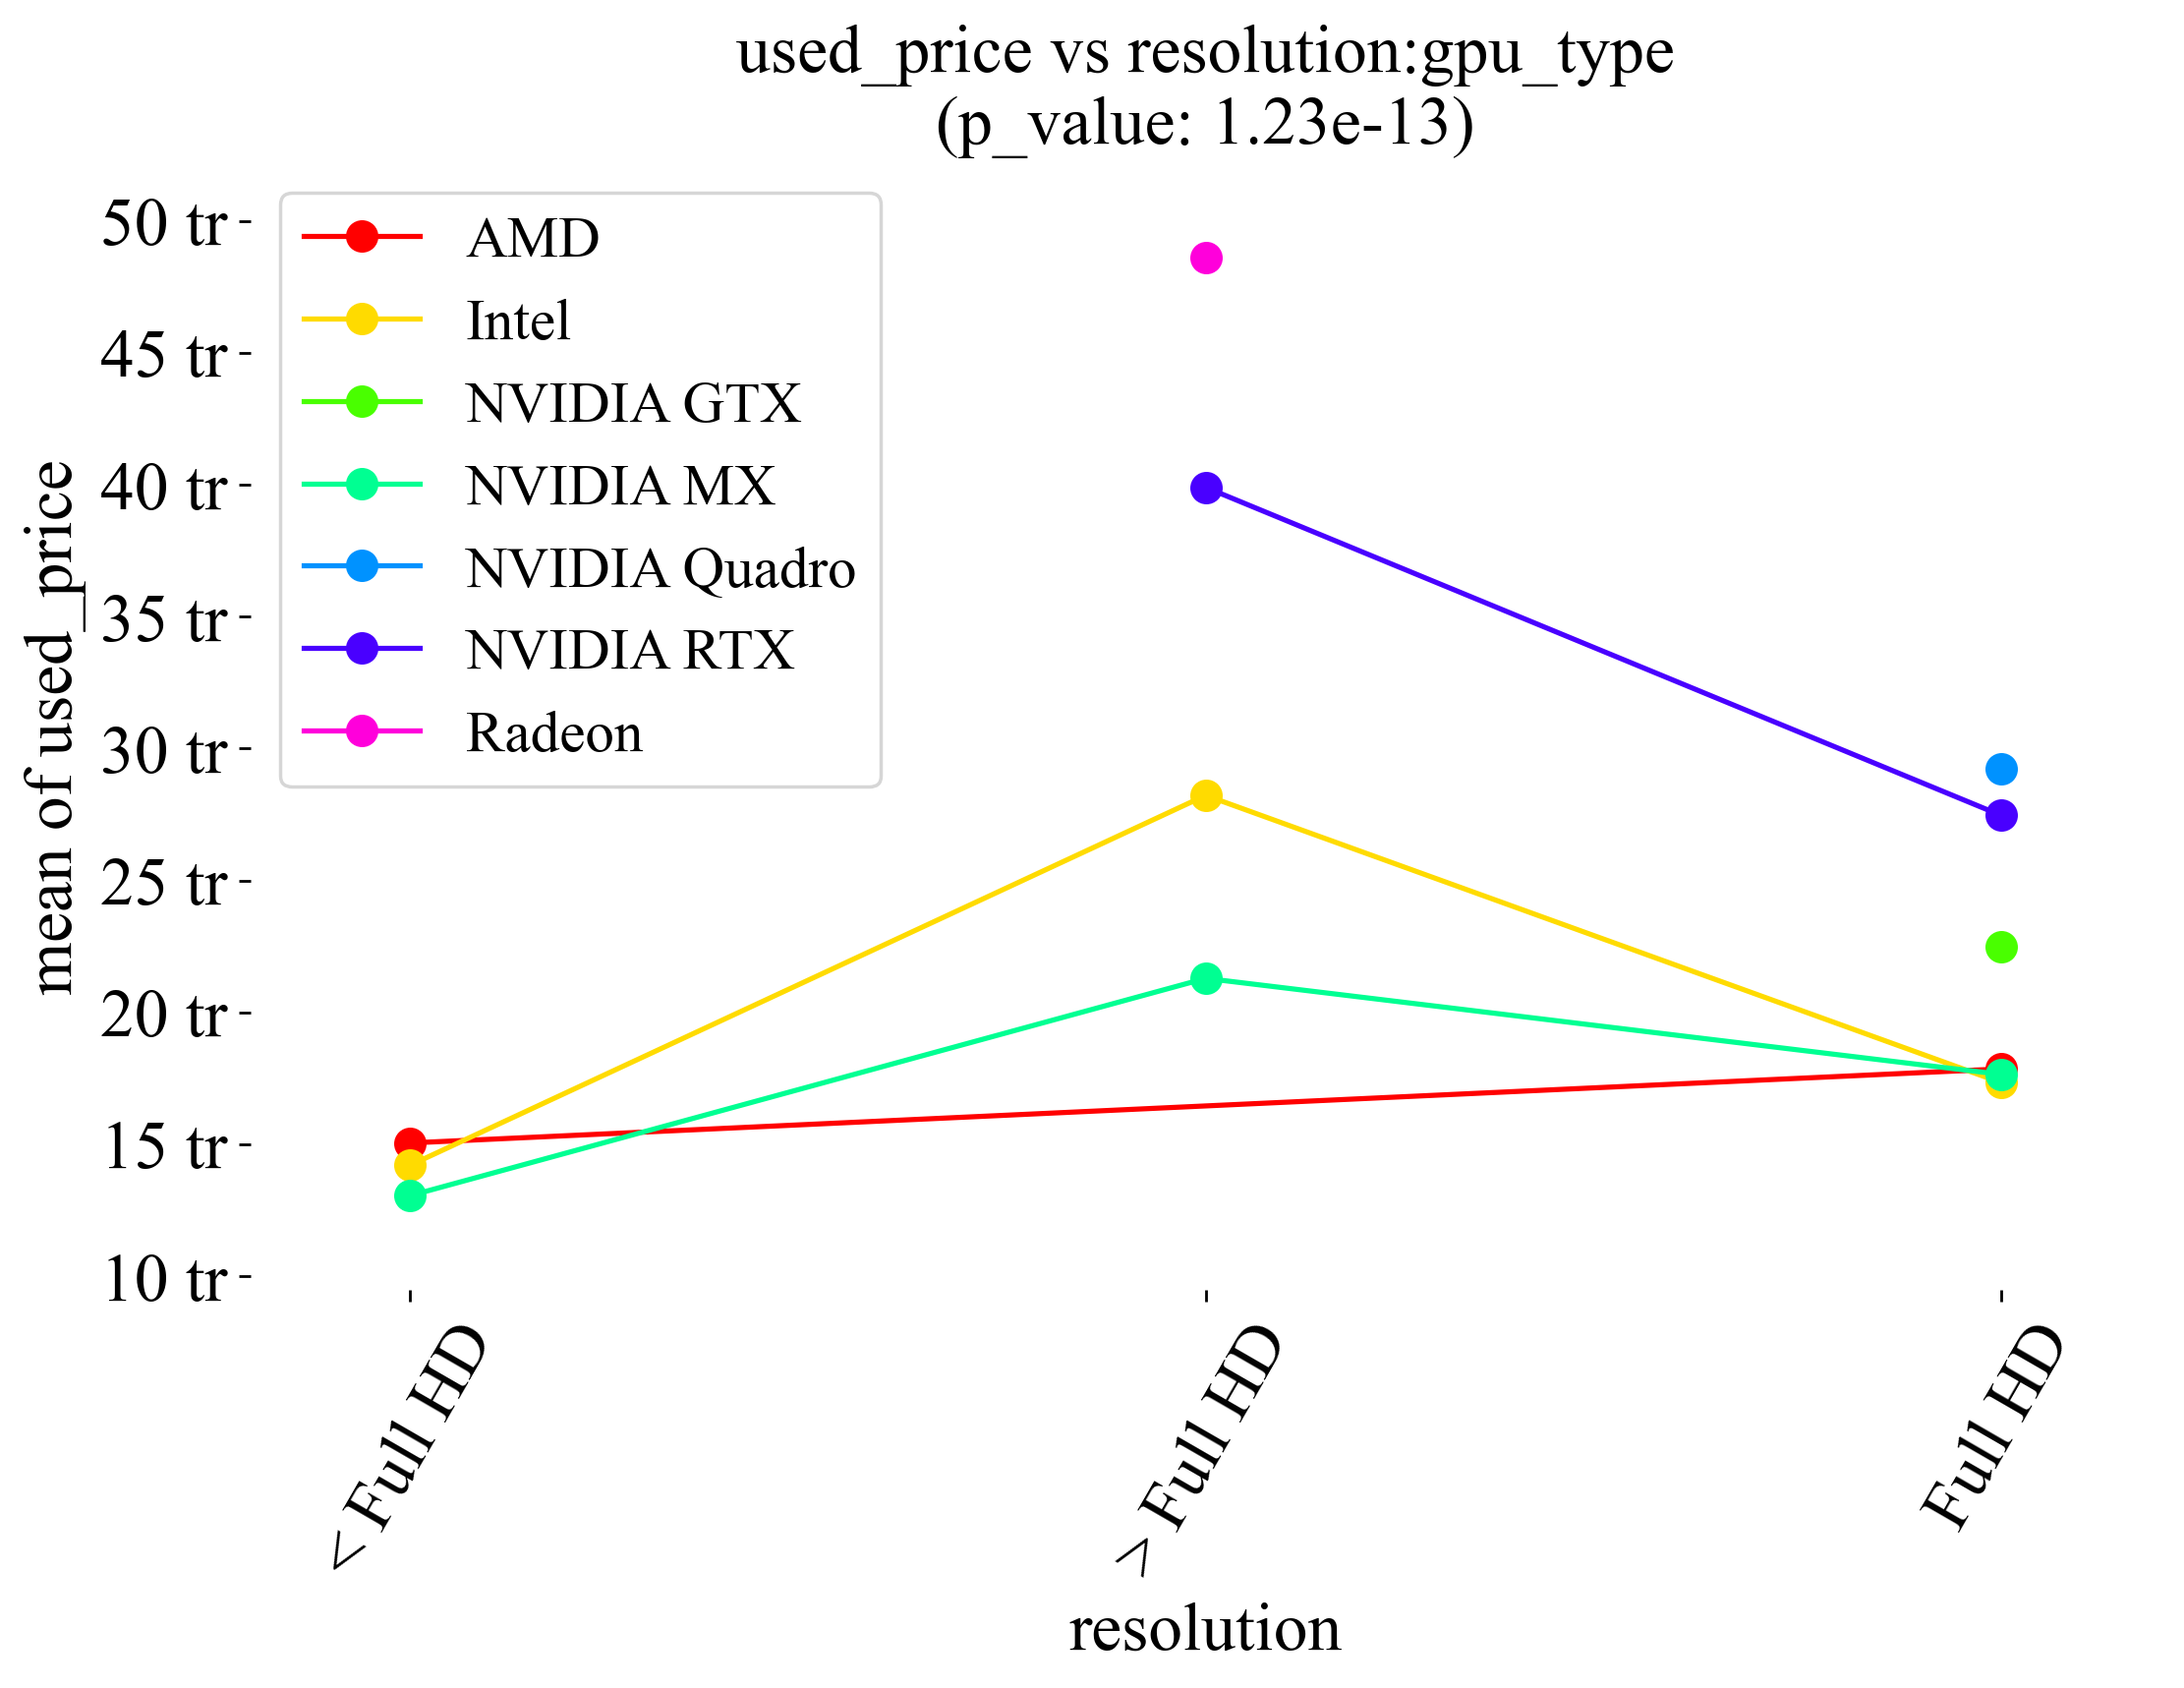 used_price vs resolution:gpu_type
(p_value: 1.23e-13)
50 tr
45 tr
40 tr
35 tr
30 tr
25 tr
20 tr
15 tr
10 tr
mean of used_price
AMD
Intel
NVIDIA GTX
NVIDIA MX
NVIDIA Quadro
NVIDIA RTX
Radeon
< Full HD
> Full HD
Full HD
resolution